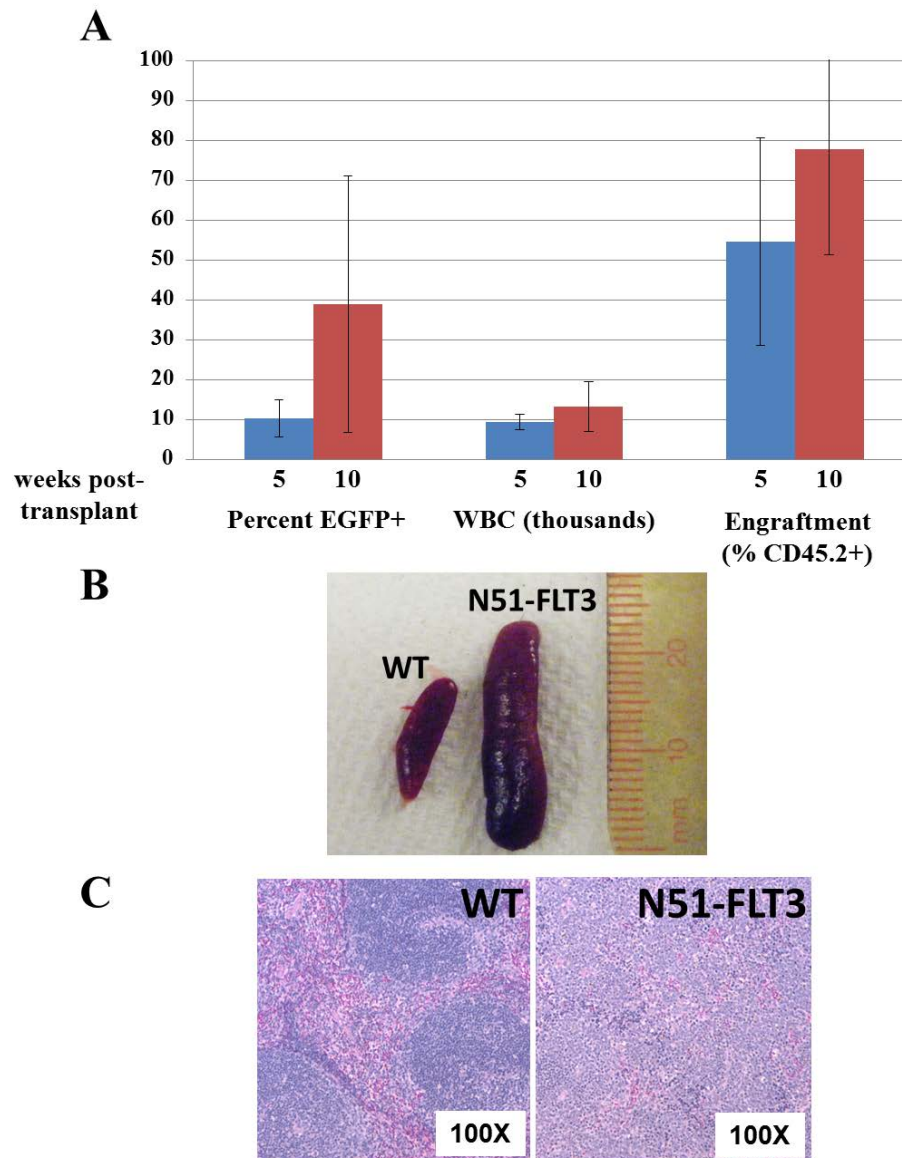 A
100
90
80
70
60
50
40
30
20
10
0
weeks post-
transplant
5 10 5 10 5 10
Percent EGFP+
WBC (thousands)
Engraftment
(% CD45.2+)
B
N51-FLT3
WT
20
10
mm
C
WT
100X
N51-FLT3
100X